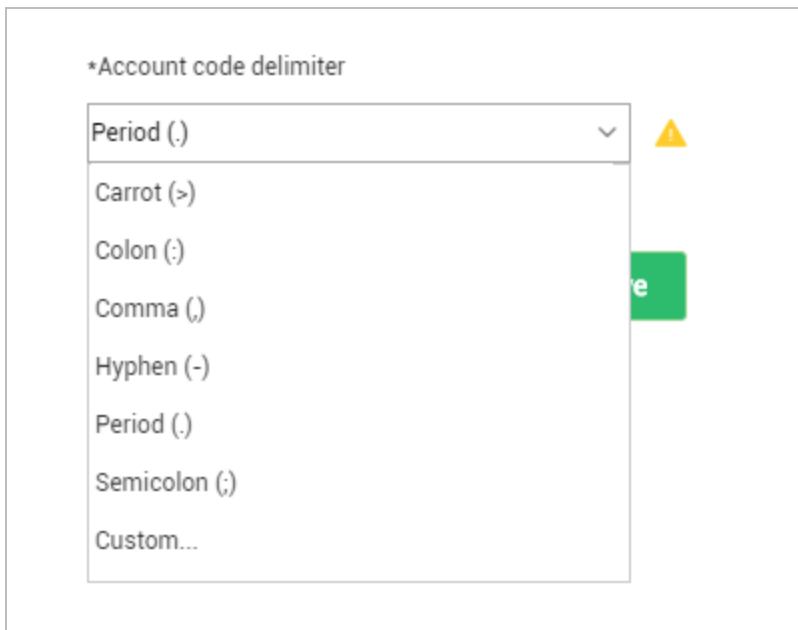 *Account code delimiter
Period (.)
Carrot (>)
Colon (:)
e
Comma (,)
Hyphen (-)
Period (.)
Semicolon (;)
Custom...